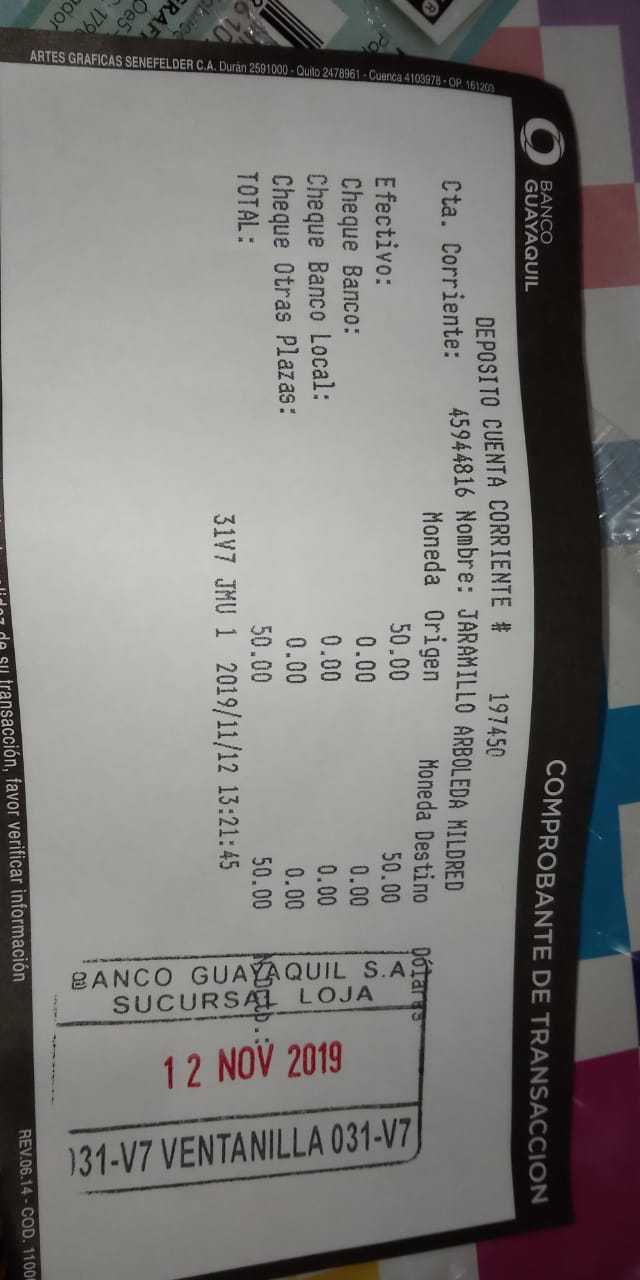 ARTES GRAFICAS SENEFELDER C.A. Durán 2591000 - Quito 2478961 - Cuenca 4103978 • OP. 161203
BANCO
GUAYAQUIL
COMPROBANTE DE TRANSACCION
DEPOSITO CUENTA CORRIENTE # 197450
Cta. Corriente: 45944816 Nombre: JARAMILLO ARBOLEDA MILDRED
Moneda Origen Moneda Destino Dólares
Efectivo: 50.00 50.00
Cheque Banco: 0.00 0.00
Cheque Banco Local: 0.00 0.00
Cheque Otras Plazas: 0.00 0.00
TOTAL: 50.00 50.00
31V7 JMU 1 2019/11/12 13:21:45
BANCO GUAYAQUIL S.A.
SUCURSAL LOJA
12 NOV 2019
031-V7 VENTANILLA 031-V7
de su transacción, favor verificar información
REV.06.14 - COD. 1100